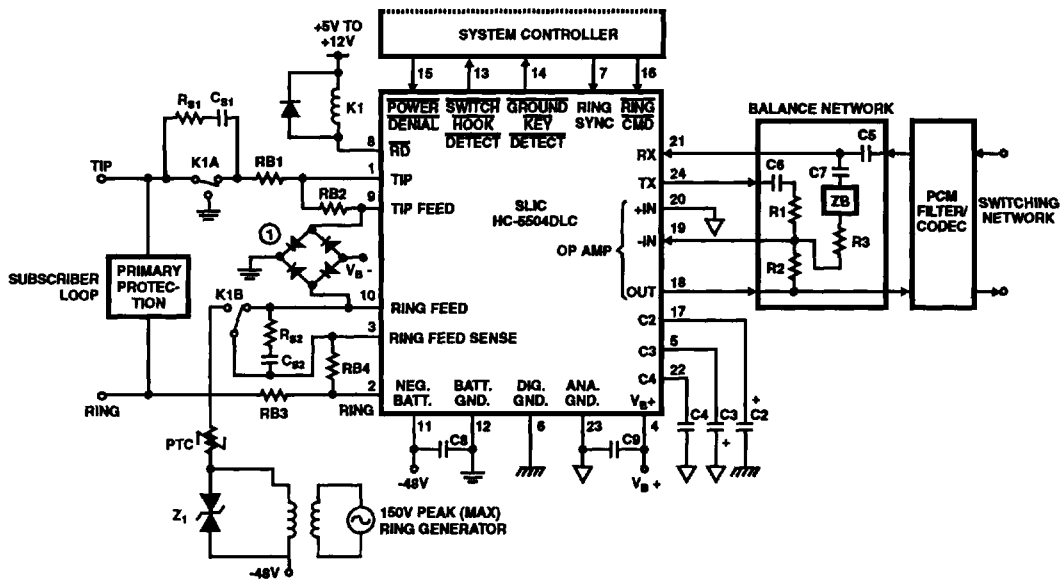 SYSTEM CONTROLLER
+5V TO
+12V
15 13 14 7 16
K1
POWER DENIAL
SWITCH HOOK DETECT
GROUND KEY DETECT
RING SYNC
RING CMD
8
RD
RS1 CS1
TIP
K1A
RB1
1
TIP
RB2
9
TIP FEED
SLIC
HC-5504DLC
1
VB-
SUBSCRIBER
LOOP
PRIMARY
PROTEC-
TION
K1B
10
RING FEED
RS2
3
RING FEED SENSE
CS2
RB4
2
RING
RB3
RING
BALANCE NETWORK
21
RX
C5
24
TX
C6
C7
20
+IN
ZB
R1
19
-IN
OP AMP
R3
R2
OUT
18
PCM
FILTER/
CODEC
SWITCHING
NETWORK
17
C2
5
C3
22
C4
NEG.
BATT.
BATT.
GND.
DIG.
GND.
ANA.
GND.
VB+
11
C8
12
6
23
C9
4
-48V
VB +
C4
C3
+
+
C2
PTC
Z1
150V PEAK (MAX)
RING GENERATOR
-48V